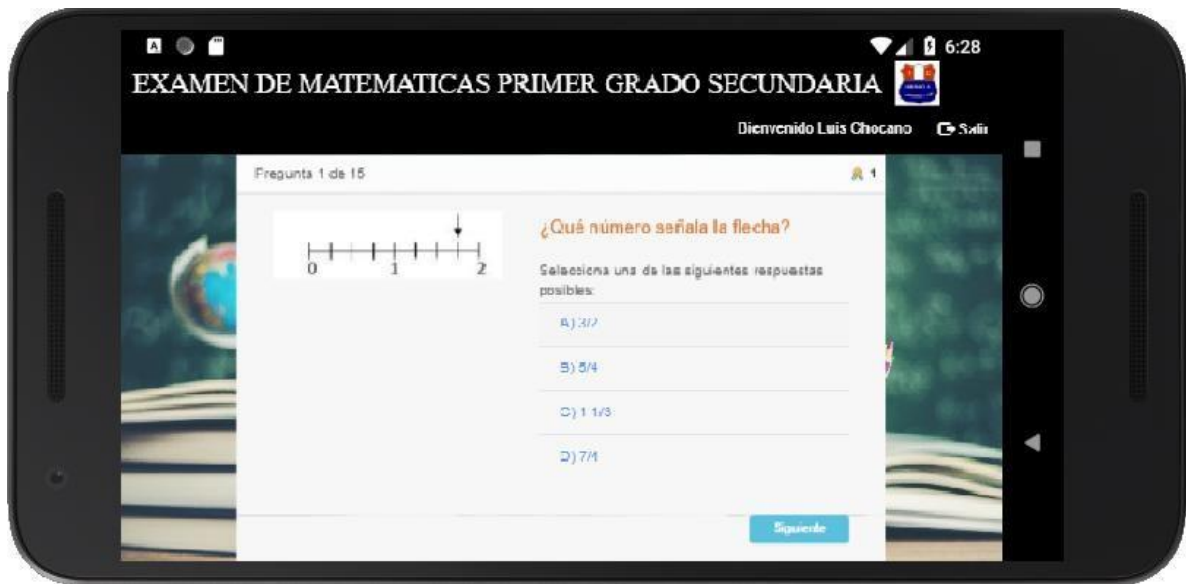 A
6:28
EXAMEN DE MATEMATICAS PRIMER GRADO SECUNDARIA
Bienvenido Luis Chocano Salir
Pregunta 1 de 15 1
0 1 2
¿Qué número señala la flecha?
Selecciona una de las siguientes respuestas
posibles:
A) 3/2
B) 5/4
C) 1 1/3
D) 7/4
Siguiente